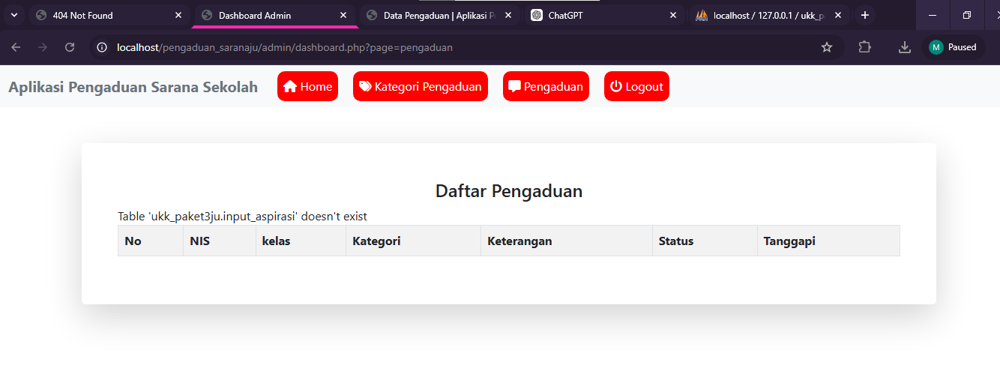 404 Not Found
Dashboard Admin
Data Pengaduan | Aplikasi P
ChatGPT
localhost / 127.0.0.1 / ukk_p
localhost/pengaduan_saranaju/admin/dashboard.php?page=pengaduan
M Paused
Aplikasi Pengaduan Sarana Sekolah
Home
Kategori Pengaduan
Pengaduan
Logout
Daftar Pengaduan
Table 'ukk_paket3ju.input_aspirasi' doesn't exist
No NIS kelas Kategori Keterangan Status Tanggapi